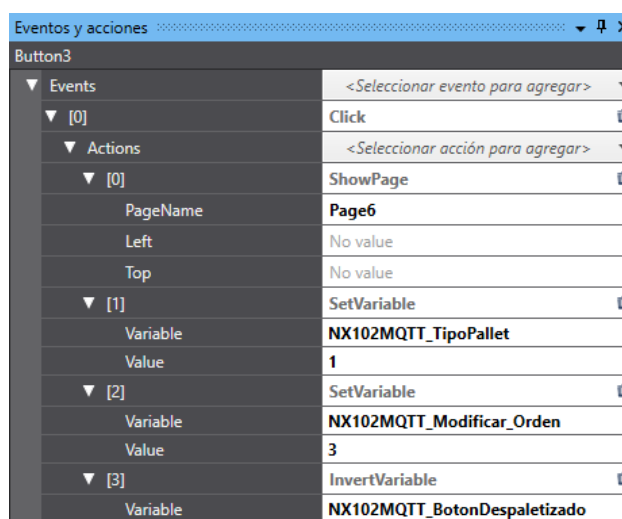 Eventos y acciones
Button3
Events <Seleccionar evento para agregar>
[0] Click
Actions <Seleccionar acción para agregar>
[0] ShowPage
PageName Page6
Left No value
Top No value
[1] SetVariable
Variable NX102MQTT_TipoPallet
Value 1
[2] SetVariable
Variable NX102MQTT_Modificar_Orden
Value 3
[3] InvertVariable
Variable NX102MQTT_BotonDespaletizado